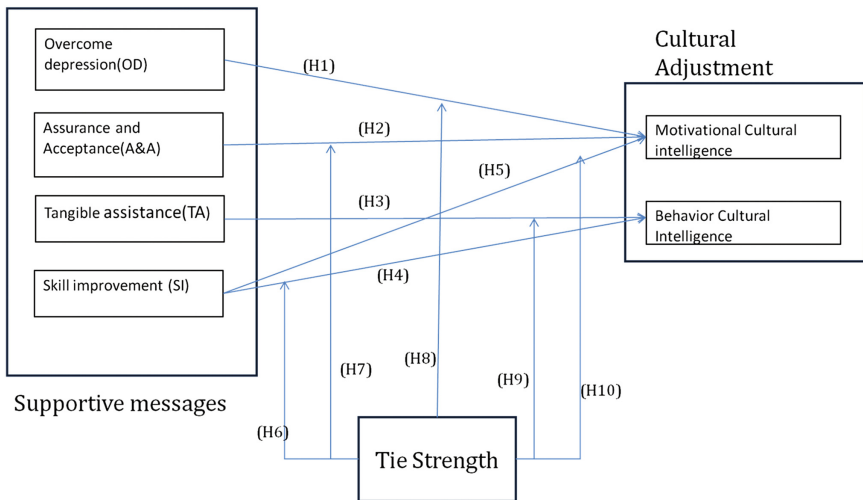 Overcome
depression(OD)
Assurance and
Acceptance(A&A)
Tangible assistance(TA)
Skill improvement (SI)
Supportive messages
(H1)
(H2)
(H5)
(H3)
(H4)
(H8)
(H7)
(H9)
(H10)
(H6)
Tie Strength
Cultural
Adjustment
Motivational Cultural
intelligence
Behavior Cultural
Intelligence